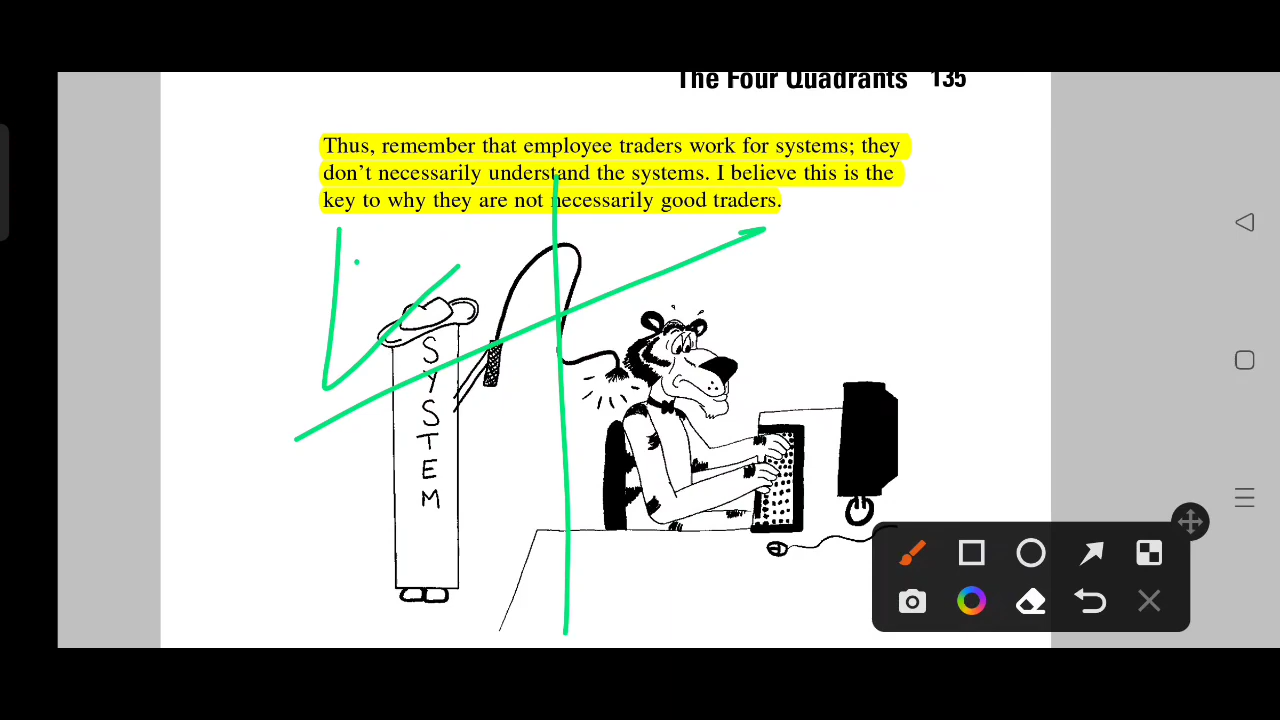 The Four Quadrants 135
Thus, remember that employee traders work for systems; they
don't necessarily understand the systems. I believe this is the
key to why they are not necessarily good traders.
SYSTEM